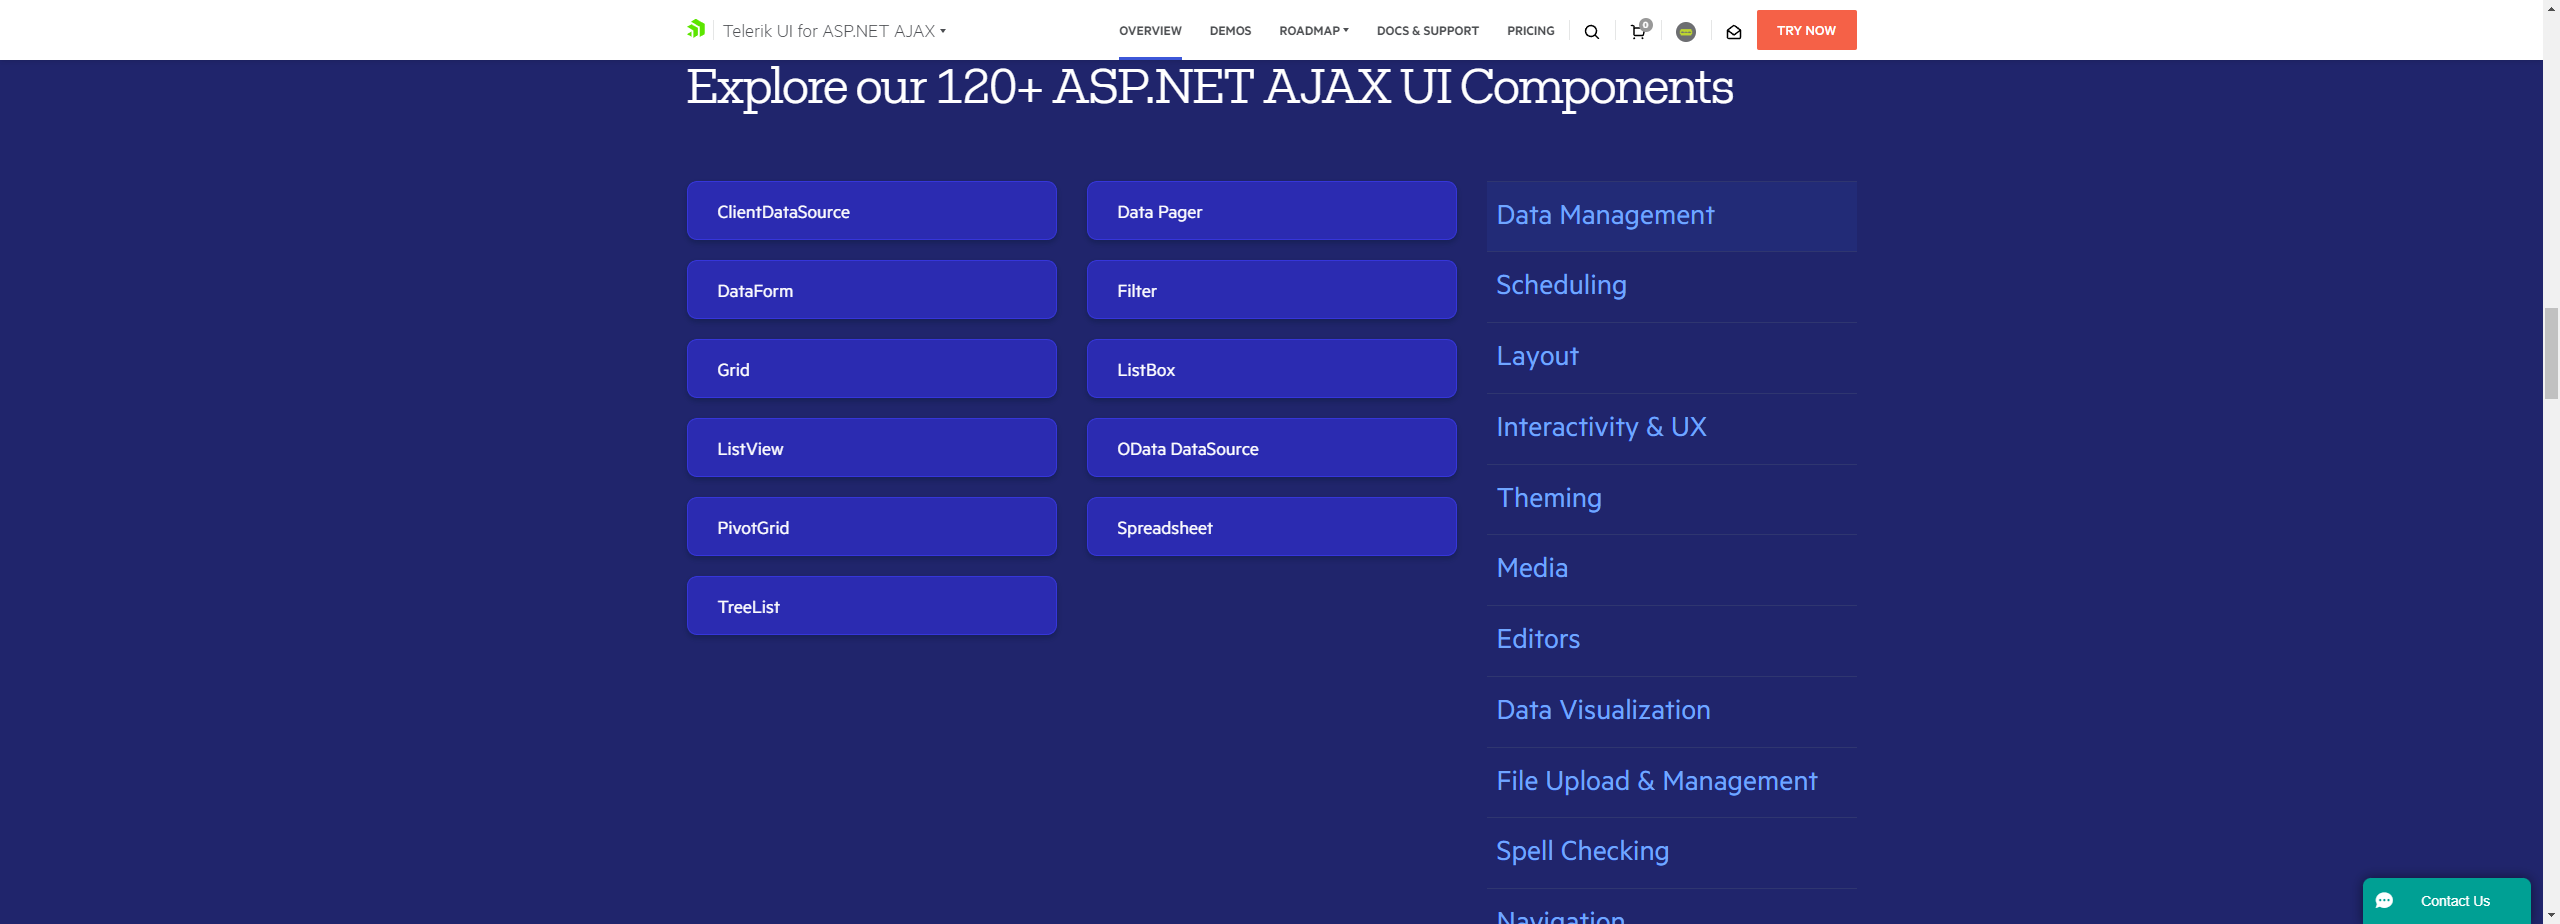 Telerik UI for ASP.NET AJAX
OVERVIEW
DEMOS
ROADMAP
DOCS & SUPPORT
PRICING
0
TRY NOW
Explore our 120+ ASP.NET AJAX UI Components
ClientDataSource
Data Pager
DataForm
Filter
Grid
ListBox
ListView
OData DataSource
PivotGrid
Spreadsheet
TreeList
Data Management
Scheduling
Layout
Interactivity & UX
Theming
Media
Editors
Data Visualization
File Upload & Management
Spell Checking
Navigation
Contact Us